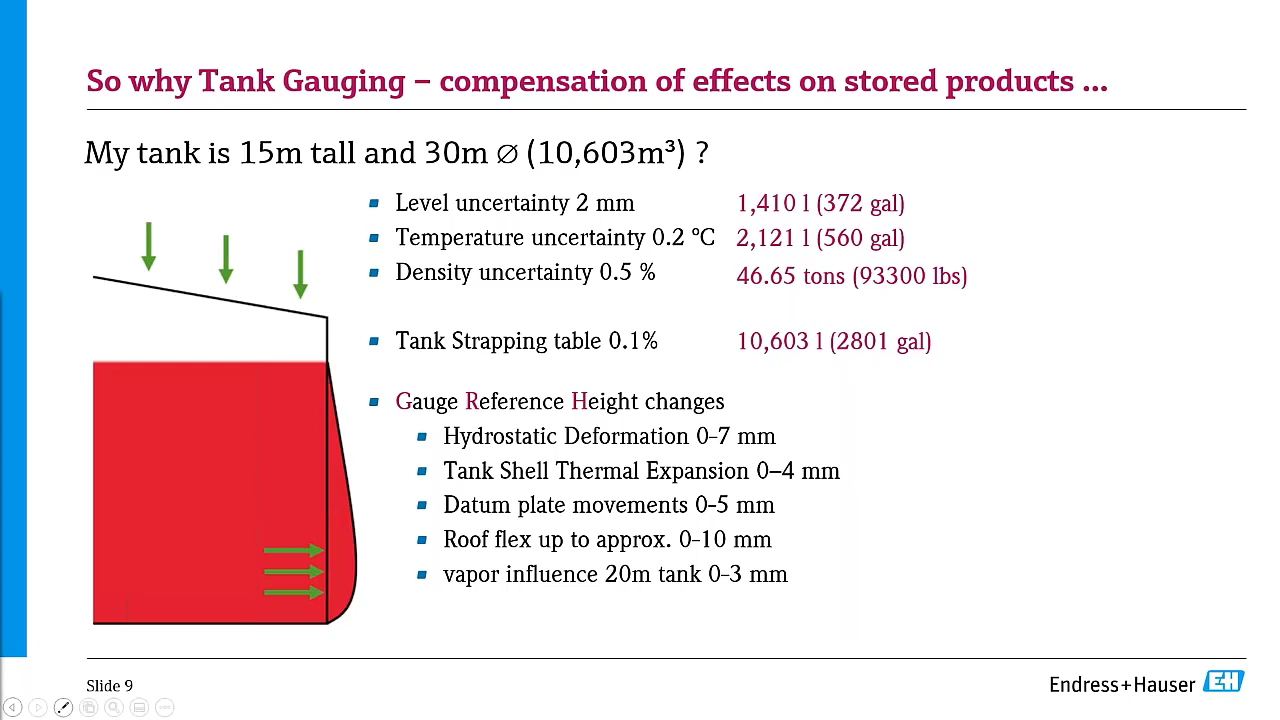 So why Tank Gauging – compensation of effects on stored products ...
My tank is 15m tall and 30m ∅ (10,603m³) ?
Level uncertainty 2 mm 1,410 l (372 gal)
Temperature uncertainty 0.2 °C 2,121 l (560 gal)
Density uncertainty 0.5 % 46.65 tons (93300 lbs)
Tank Strapping table 0.1% 10,603 l (2801 gal)
Gauge Reference Height changes
Hydrostatic Deformation 0-7 mm
Tank Shell Thermal Expansion 0–4 mm
Datum plate movements 0-5 mm
Roof flex up to approx. 0-10 mm
vapor influence 20m tank 0-3 mm
Slide 9
Endress+Hauser EH